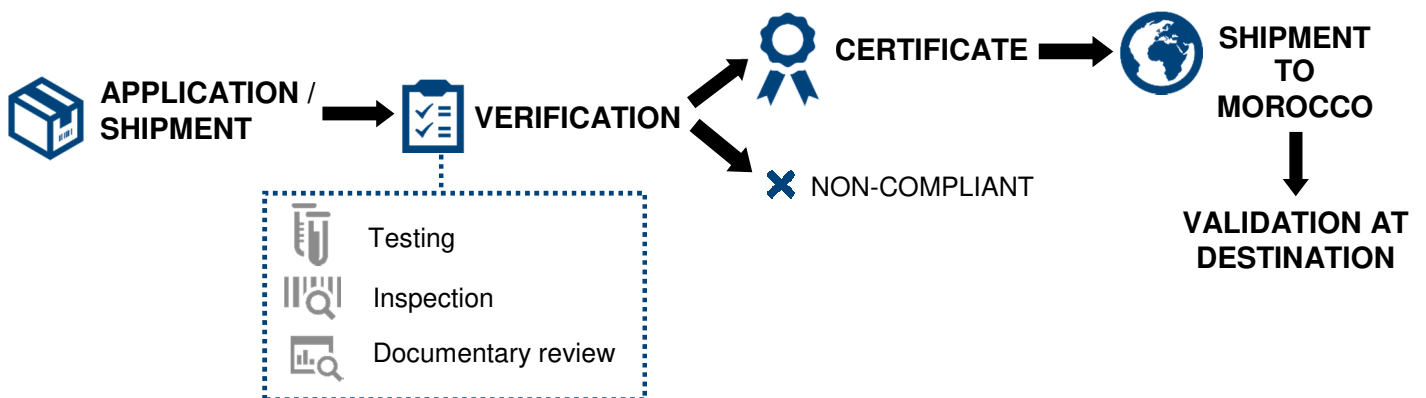 APPLICATION /
SHIPMENT
VERIFICATION
Testing
Inspection
Documentary review
CERTIFICATE
NON-COMPLIANT
SHIPMENT
TO
MOROCCO
VALIDATION AT
DESTINATION